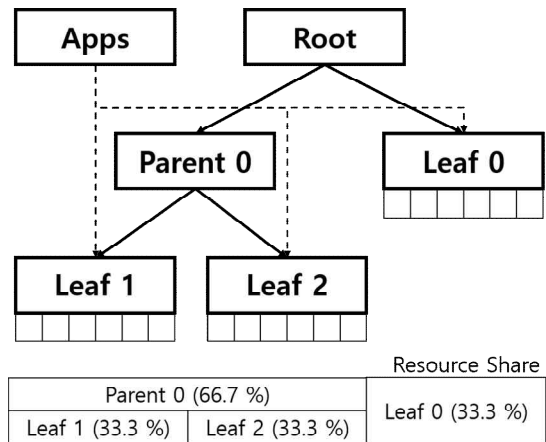 Apps
Root
Parent 0
Leaf 0
Leaf 1
Leaf 2
Resource Share
Parent 0 (66.7 %)
Leaf 0 (33.3 %)
Leaf 1 (33.3 %)
Leaf 2 (33.3 %)